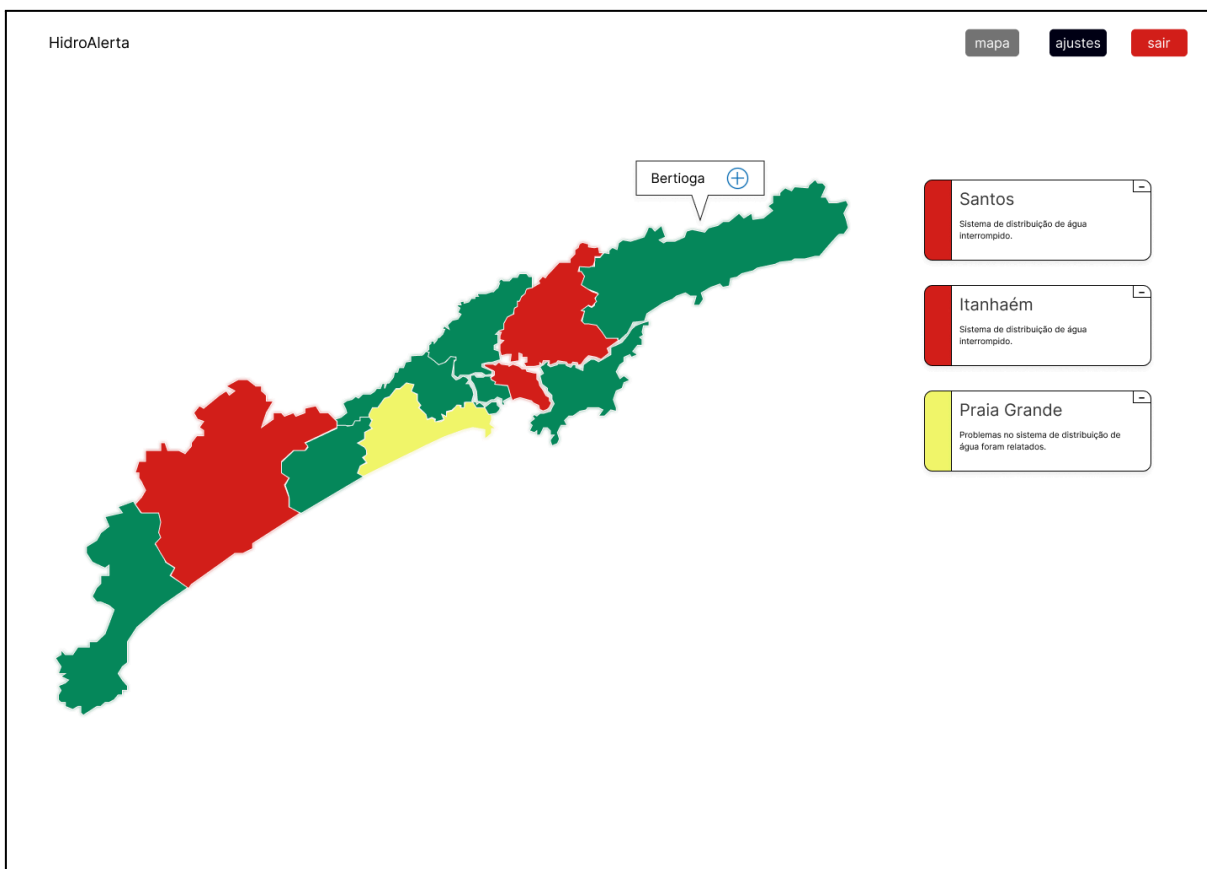 HidroAlerta
mapa
ajustes
sair
Bertioga
Santos
Sistema de distribuição de água
interrompido.
Itanhaém
Sistema de distribuição de água
interrompido.
Praia Grande
Problemas no sistema de distribuição de
água foram relatados.